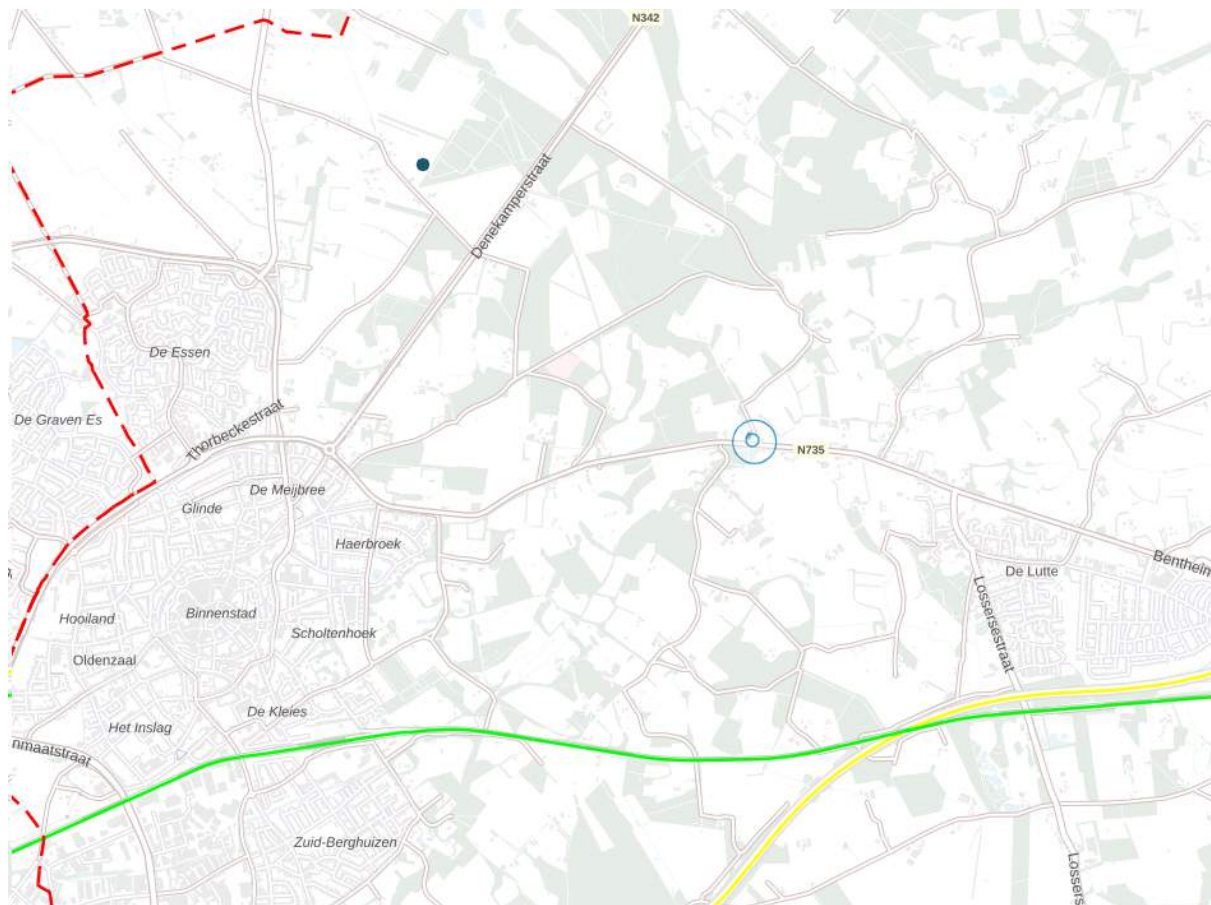 N342
Denekamperstraat
De Essen
De Graven Es
Thorbeckestraat
N735
De Meijbree
Glinde
Haerbroek
De Lutte
Bentheim
Hooiland
Binnenstad
Scholtenhoek
Lossersestraat
Oldenzaal
De Kleies
Het Inslag
nmaatstraat
Zuid-Berghuizen
Lossers